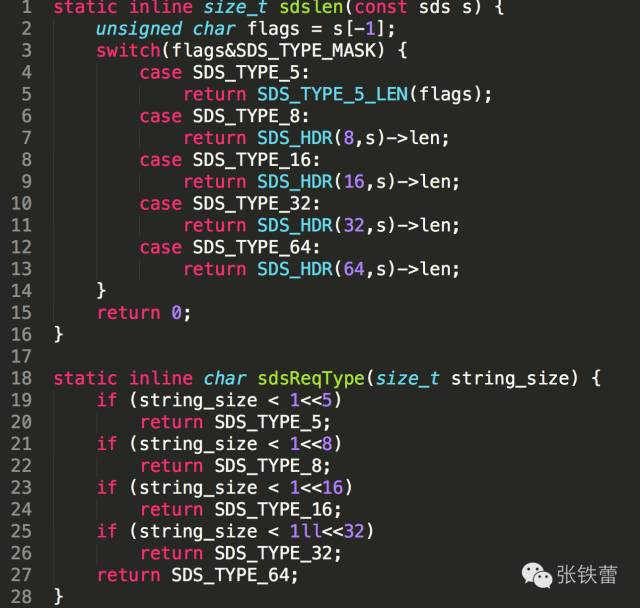 1 static inline size_t sdslen(const sds s) {
2     unsigned char flags = s[-1];
3     switch(flags&SDS_TYPE_MASK) {
4         case SDS_TYPE_5:
5             return SDS_TYPE_5_LEN(flags);
6         case SDS_TYPE_8:
7             return SDS_HDR(8,s)->len;
8         case SDS_TYPE_16:
9             return SDS_HDR(16,s)->len;
10         case SDS_TYPE_32:
11             return SDS_HDR(32,s)->len;
12         case SDS_TYPE_64:
13             return SDS_HDR(64,s)->len;
14     }
15     return 0;
16 }
17
18 static inline char sdsReqType(size_t string_size) {
19     if (string_size < 1<<5)
20         return SDS_TYPE_5;
21     if (string_size < 1<<8)
22         return SDS_TYPE_8;
23     if (string_size < 1<<16)
24         return SDS_TYPE_16;
25     if (string_size < 1ll<<32)
26         return SDS_TYPE_32;
27     return SDS_TYPE_64;
28 }
张铁蕾